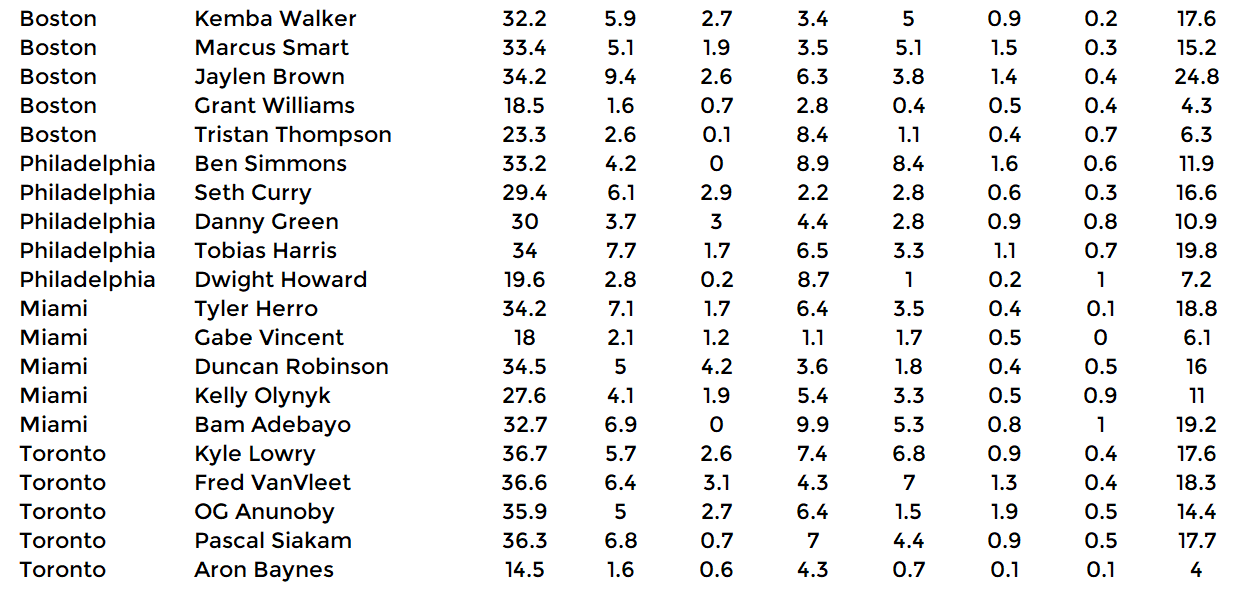 Boston Kemba Walker 32.2 5.9 2.7 3.4 5 0.9 0.2 17.6
Boston Marcus Smart 33.4 5.1 1.9 3.5 5.1 1.5 0.3 15.2
Boston Jaylen Brown 34.2 9.4 2.6 6.3 3.8 1.4 0.4 24.8
Boston Grant Williams 18.5 1.6 0.7 2.8 0.4 0.5 0.4 4.3
Boston Tristan Thompson 23.3 2.6 0.1 8.4 1.1 0.4 0.7 6.3
Philadelphia Ben Simmons 33.2 4.2 0 8.9 8.4 1.6 0.6 11.9
Philadelphia Seth Curry 29.4 6.1 2.9 2.2 2.8 0.6 0.3 16.6
Philadelphia Danny Green 30 3.7 3 4.4 2.8 0.9 0.8 10.9
Philadelphia Tobias Harris 34 7.7 1.7 6.5 3.3 1.1 0.7 19.8
Philadelphia Dwight Howard 19.6 2.8 0.2 8.7 1 0.2 1 7.2
Miami Tyler Herro 34.2 7.1 1.7 6.4 3.5 0.4 0.1 18.8
Miami Gabe Vincent 18 2.1 1.2 1.1 1.7 0.5 0 6.1
Miami Duncan Robinson 34.5 5 4.2 3.6 1.8 0.4 0.5 16
Miami Kelly Olynyk 27.6 4.1 1.9 5.4 3.3 0.5 0.9 11
Miami Bam Adebayo 32.7 6.9 0 9.9 5.3 0.8 1 19.2
Toronto Kyle Lowry 36.7 5.7 2.6 7.4 6.8 0.9 0.4 17.6
Toronto Fred VanVleet 36.6 6.4 3.1 4.3 7 1.3 0.4 18.3
Toronto OG Anunoby 35.9 5 2.7 6.4 1.5 1.9 0.5 14.4
Toronto Pascal Siakam 36.3 6.8 0.7 7 4.4 0.9 0.5 17.7
Toronto Aron Baynes 14.5 1.6 0.6 4.3 0.7 0.1 0.1 4